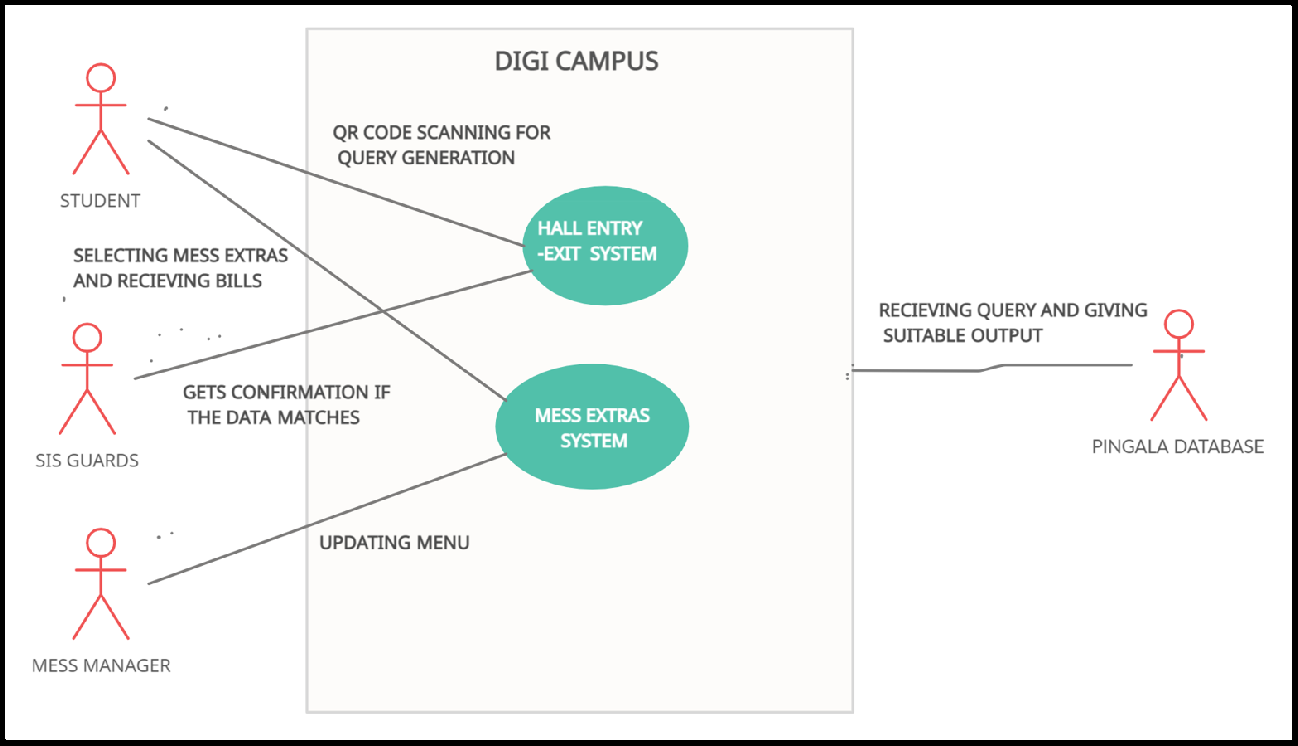 DIGI CAMPUS
QR CODE SCANNING FOR
QUERY GENERATION
STUDENT
HALL ENTRY
-EXIT SYSTEM
SELECTING MESS EXTRAS
AND RECIEVING BILLS
RECIEVING QUERY AND GIVING
SUITABLE OUTPUT
GETS CONFIRMATION IF
THE DATA MATCHES
MESS EXTRAS
SYSTEM
SIS GUARDS
PINGALA DATABASE
UPDATING MENU
MESS MANAGER